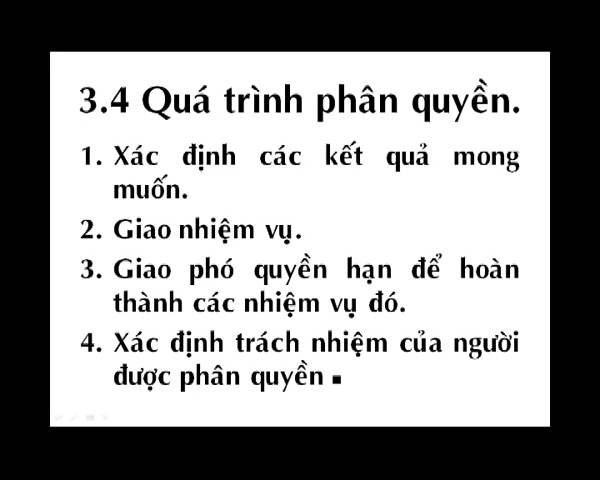 3.4 Quá trình phân quyền.
1. Xác định các kết quả mong
muốn.
2. Giao nhiệm vụ.
3. Giao phó quyền hạn để hoàn
thành các nhiệm vụ đó.
4. Xác định trách nhiệm của người
được phân quyền ■